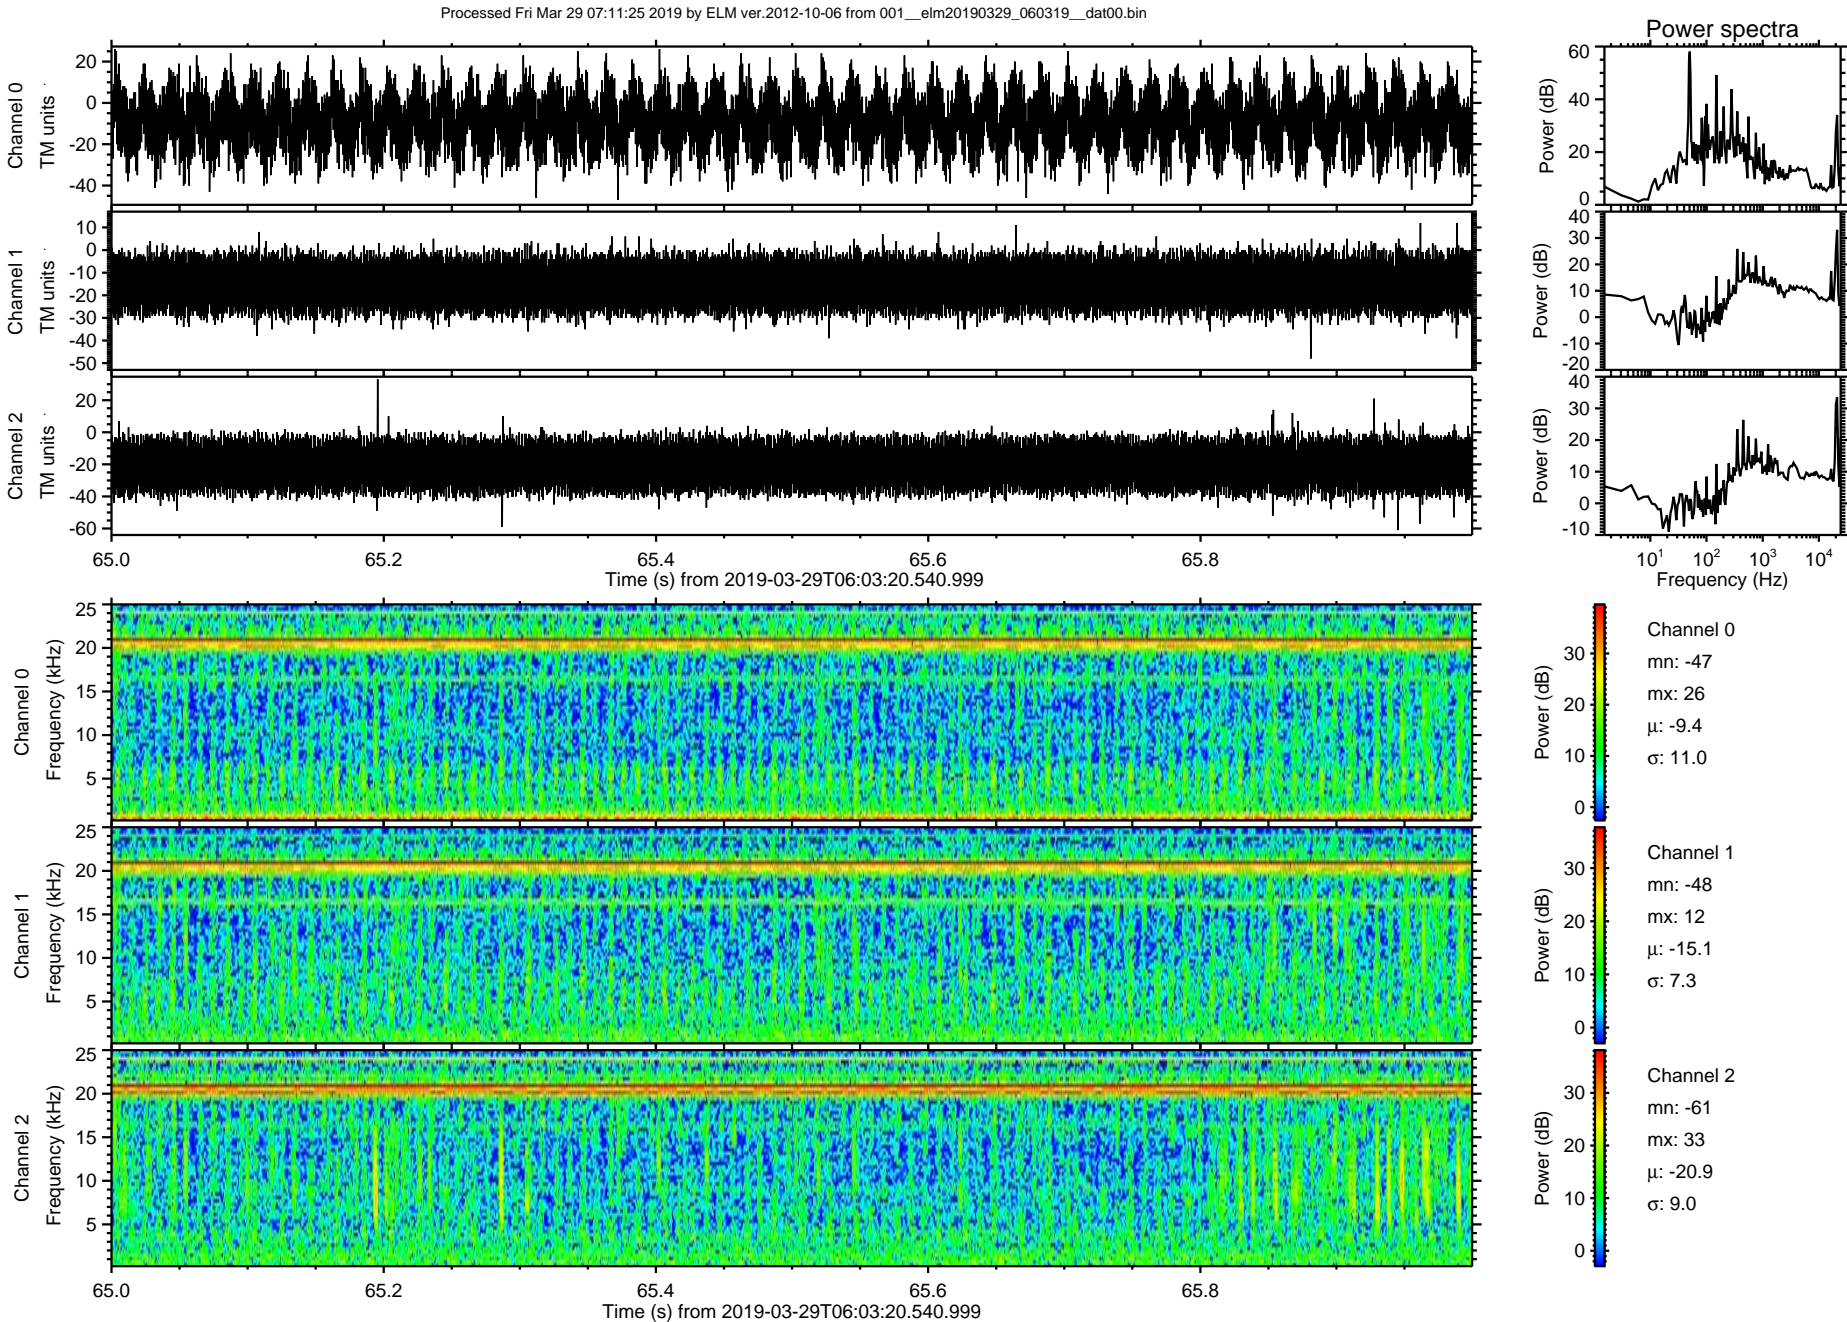 Processed Fri Mar 29 07:11:25 2019 by ELM ver.2012-10-06 from 001__elm20190329_060319__dat00.bin
Power spectra
Channel 0
TM units
20
0
-20
-40
Power (dB)
60
40
20
0
Channel 1
TM units
10
0
-10
-20
-30
-40
-50
Power (dB)
40
30
20
10
0
-10
-20
Channel 2
TM units
20
0
-20
-40
-60
Power (dB)
40
30
20
10
0
-10
65.0 65.2 65.4 65.6 65.8
Time (s) from 2019-03-29T06:03:20.540.999
10^1 10^2 10^3 10^4
Frequency (Hz)
Channel 0
Frequency (kHz)
25
20
15
10
5
Power (dB)
30
20
10
0
Channel 0
mn: -47
mx: 26
μ: -9.4
σ: 11.0
Channel 1
Frequency (kHz)
25
20
15
10
5
Power (dB)
30
20
10
0
Channel 1
mn: -48
mx: 12
μ: -15.1
σ: 7.3
Channel 2
Frequency (kHz)
25
20
15
10
5
Power (dB)
30
20
10
0
Channel 2
mn: -61
mx: 33
μ: -20.9
σ: 9.0
65.0 65.2 65.4 65.6 65.8
Time (s) from 2019-03-29T06:03:20.540.999